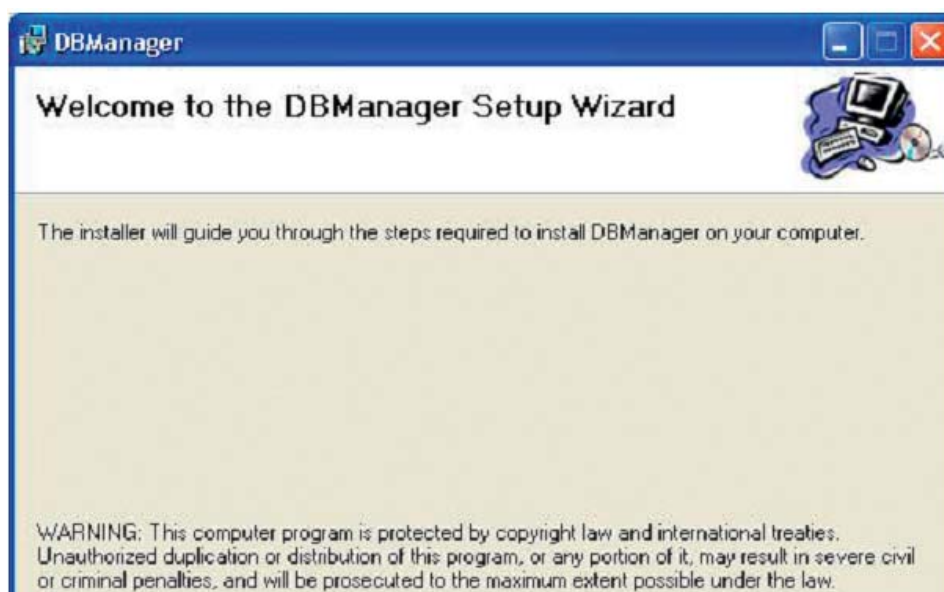 DBManager
Welcome to the DBManager Setup Wizard
The installer will guide you through the steps required to install DBManager on your computer.
WARNING: This computer program is protected by copyright law and international treaties.
Unauthorized duplication or distribution of this program, or any portion of it, may result in severe civil
or criminal penalties, and will be prosecuted to the maximum extent possible under the law.